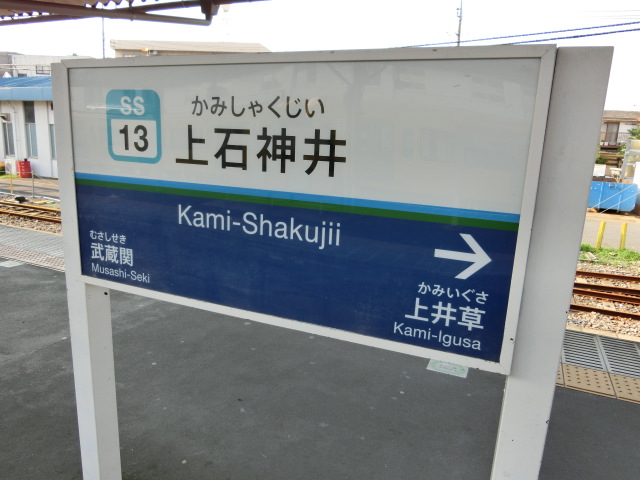 SS
13
かみしゃくじい
上石神井
Kami-Shakujii
むさしせき
武蔵関
Musashi-Seki
かみいぐさ
上井草
Kami-Igusa